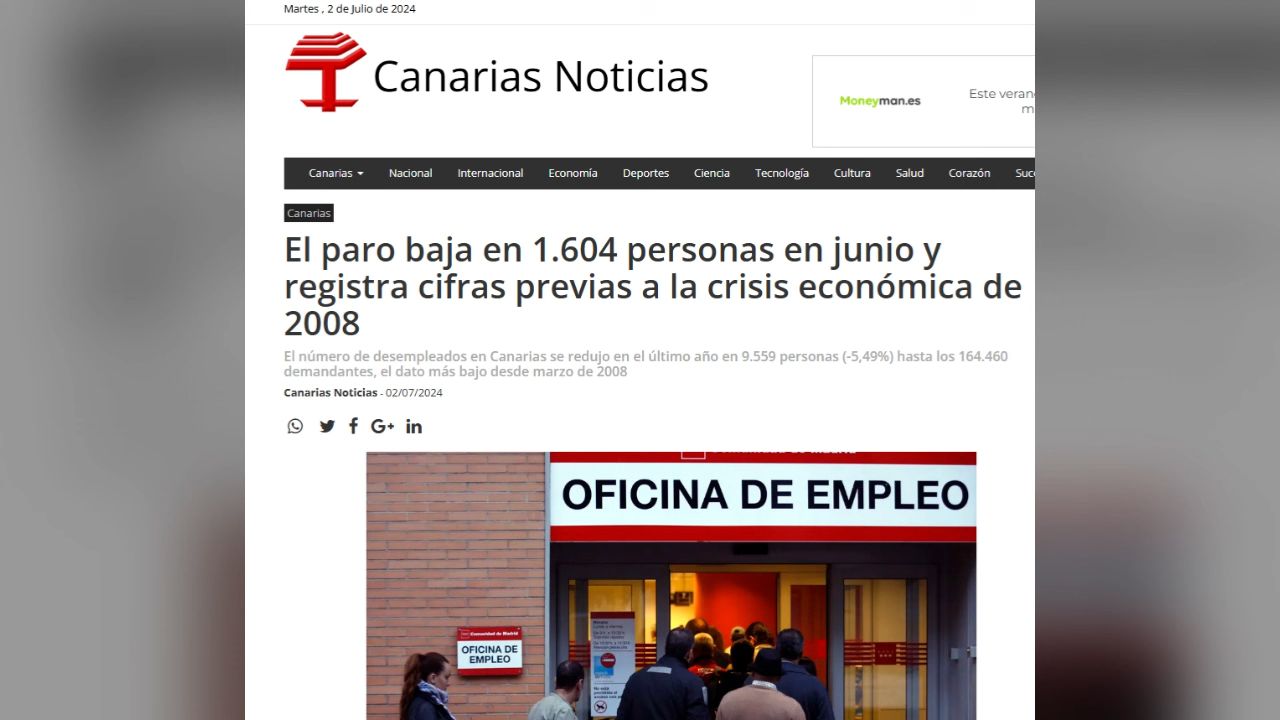 Martes , 2 de Julio de 2024
Canarias Noticias
Moneyman.es
Este
Canarias
Nacional
Internacional
Economía
Deportes
Ciencia
Tecnología
Cultura
Salud
Corazón
Canarias
El paro baja en 1.604 personas en junio y
registra cifras previas a la crisis económica de
2008
El número de desempleados en Canarias se redujo en el último año en 9.559 personas (-5,49%) hasta los 164.460
demandantes, el dato más bajo desde marzo de 2008
Canarias Noticias - 02/07/2024
OFICINA DE EMPLEO
Comunidad de Madrid
OFICINA DE
EMPLEO